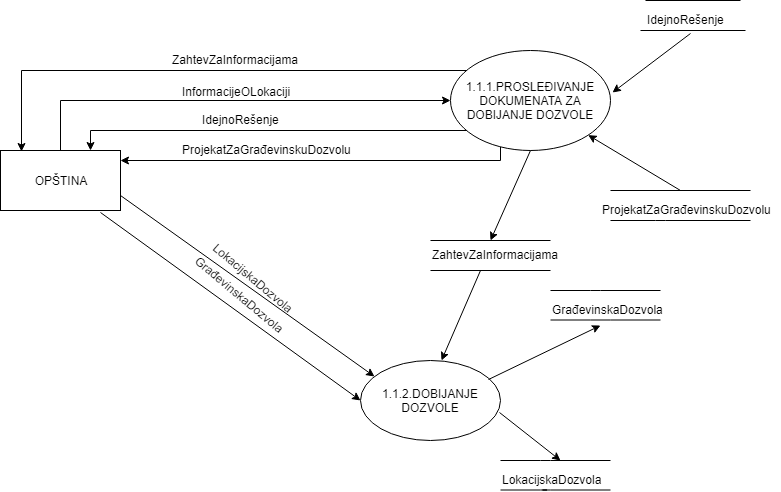 IdejnoRešenje
ZahtevZaInformacijama
1.1.1.PROSLEĐIVANJE
DOKUMENATA ZA
DOBIJANJE DOZVOLE
InformacijeOLokaciji
IdejnoRešenje
ProjekatZaGrađevinskuDozvolu
OPŠTINA
ProjekatZaGrađevinskuDozvolu
ZahtevZaInformacijama
LokacijskaDozvola
GrađevinskaDozvola
GrađevinskaDozvola
1.1.2.DOBIJANJE
DOZVOLE
LokacijskaDozvola